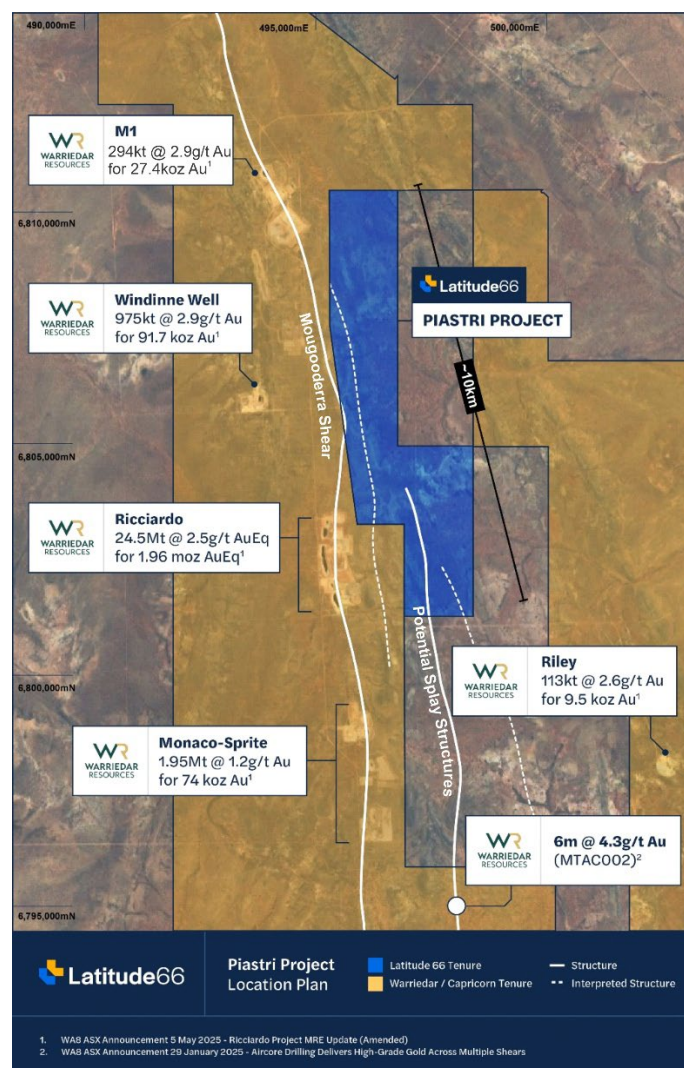 490,000mE
495,000mE
500,000mE
WR
WARRIEDAR
RESOURCES
M1
294kt @ 2.9g/t Au
for 27.4koz Au¹
6,810,000mN
WR
WARRIEDAR
RESOURCES
Windinne Well
975kt @ 2.9g/t Au
for 91.7 koz Au¹
Mougooderra Shear
Latitude66
PIASTRI PROJECT
~10km
6,805,000mN
WR
WARRIEDAR
RESOURCES
Ricciardo
24.5Mt @ 2.5g/t AuEq
for 1.96 moz AuEq¹
Potential Splay Structures
WR
WARRIEDAR
RESOURCES
Riley
113kt @ 2.6g/t Au
for 9.5 koz Au¹
6,800,000mN
WR
WARRIEDAR
RESOURCES
Monaco-Sprite
1.95Mt @ 1.2g/t Au
for 74 koz Au¹
WR
WARRIEDAR
RESOURCES
6m @ 4.3g/t Au
(MTAC002)²
6,795,000mN
Latitude66
Piastri Project
Location Plan
Latitude 66 Tenure
Warriedar / Capricorn Tenure
Structure
Interpreted Structure
1. WA8 ASX Announcement 5 May 2025 - Ricciardo Project MRE Update (Amended)
2. WA8 ASX Announcement 29 January 2025 - Aircore Drilling Delivers High-Grade Gold Across Multiple Shears